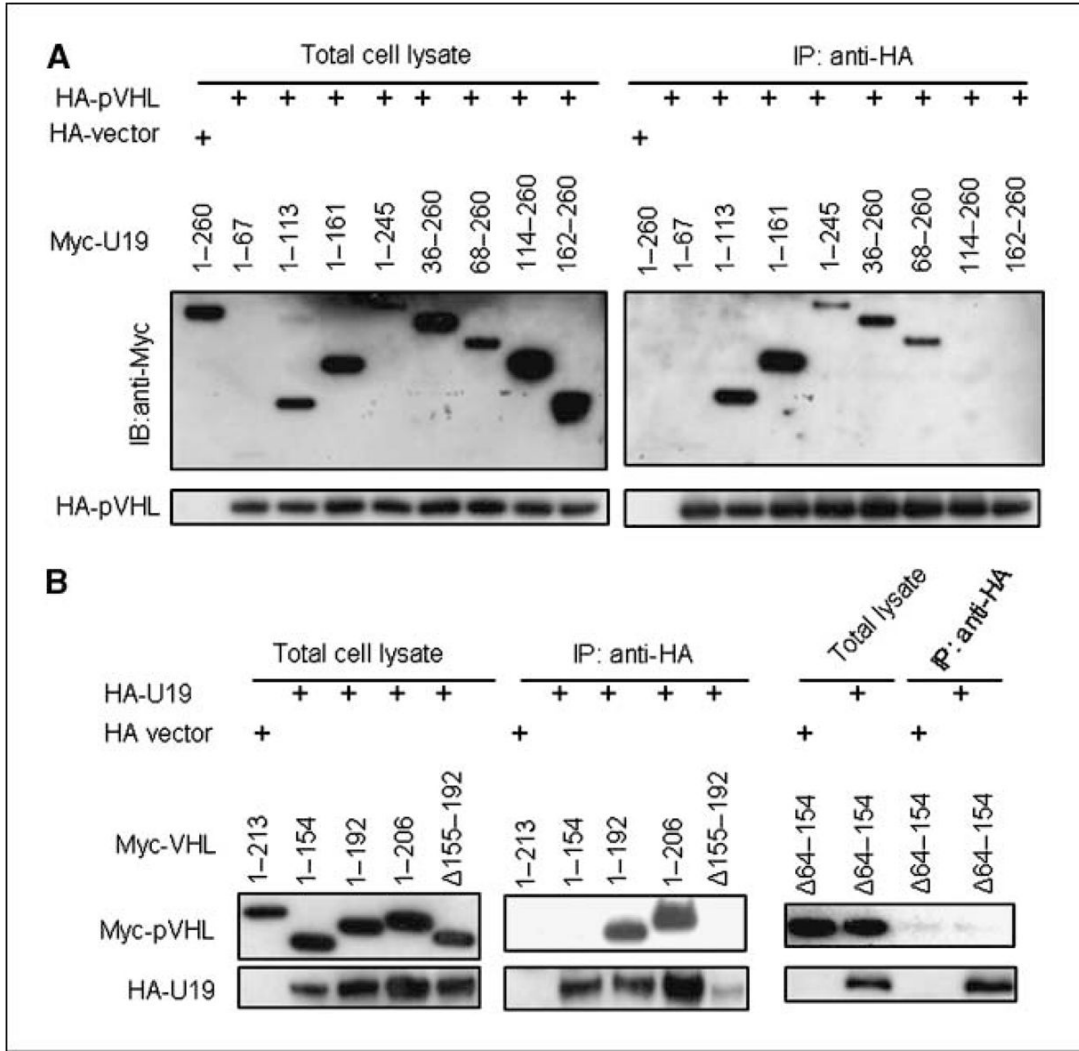 A
Total cell lysate
IP: anti-HA
HA-pVHL + + + + + + + + + + + + + + + +
HA-vector + +
Myc-U19 1–260 1–67 1–113 1–161 1–245 36–260 68–260 114–260 162–260 1–260 1–67 1–113 1–161 1–245 36–260 68–260 114–260 162–260
IB:anti-Myc
HA-pVHL
B
Total cell lysate
IP: anti-HA
Total lysate
IP: anti-HA
HA-U19 + + + + + + + + + +
HA vector + + + +
Myc-VHL 1–213 1–154 1–192 1–206 Δ155–192 1–213 1–154 1–192 1–206 Δ155–192 Δ64–154 Δ64–154 Δ64–154 Δ64–154
Myc-pVHL
HA-U19